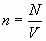 n = N/V